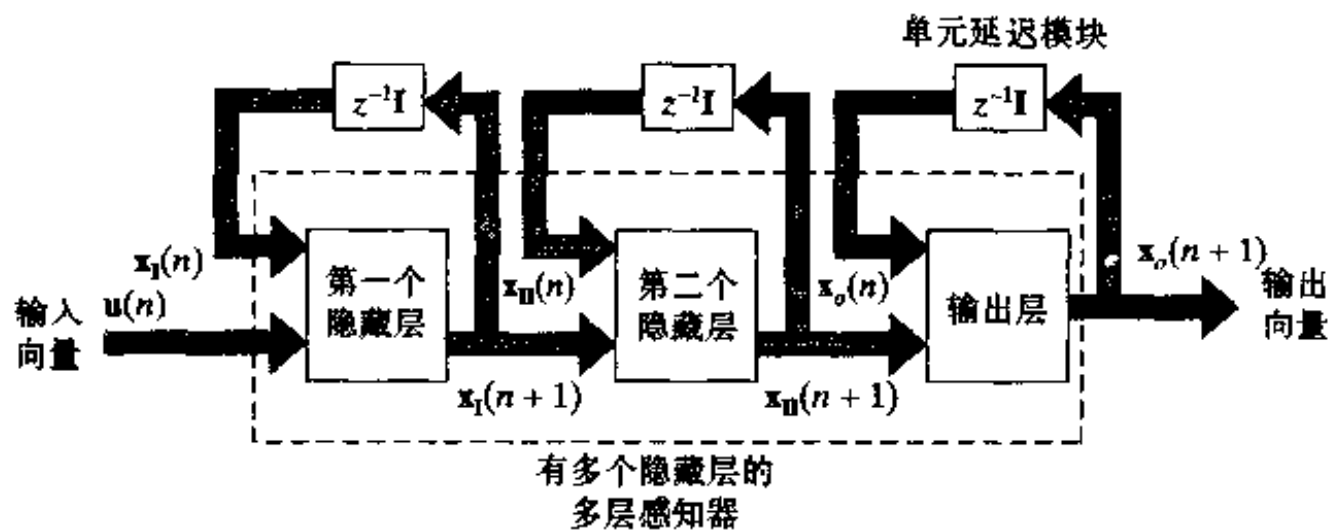 单元延迟模块
z⁻¹I
z⁻¹I
z⁻¹I
x_I(n)
输入
向量
u(n)
第一个
隐藏层
x_I(n + 1)
x_II(n)
第二个
隐藏层
x_II(n + 1)
x_o(n)
输出层
x_o(n + 1)
输出
向量
有多个隐藏层的
多层感知器